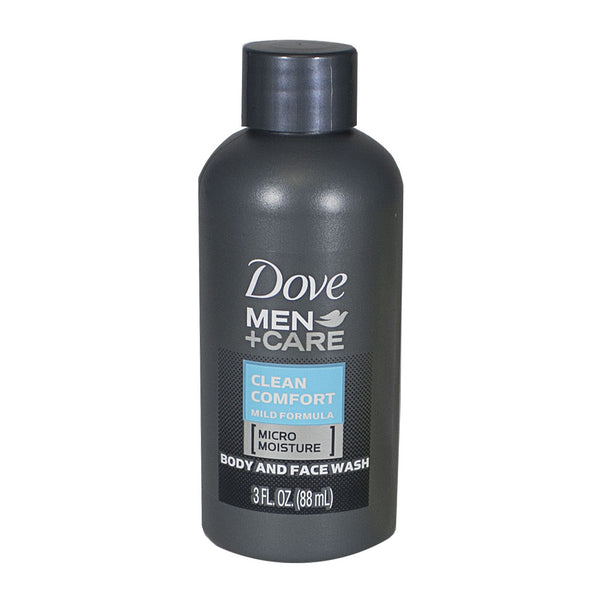 Dove
MEN
+CARE
CLEAN
COMFORT
MILD FORMULA
[MICRO
MOISTURE]
BODY AND FACE WASH
3 FL. OZ. (88 mL)